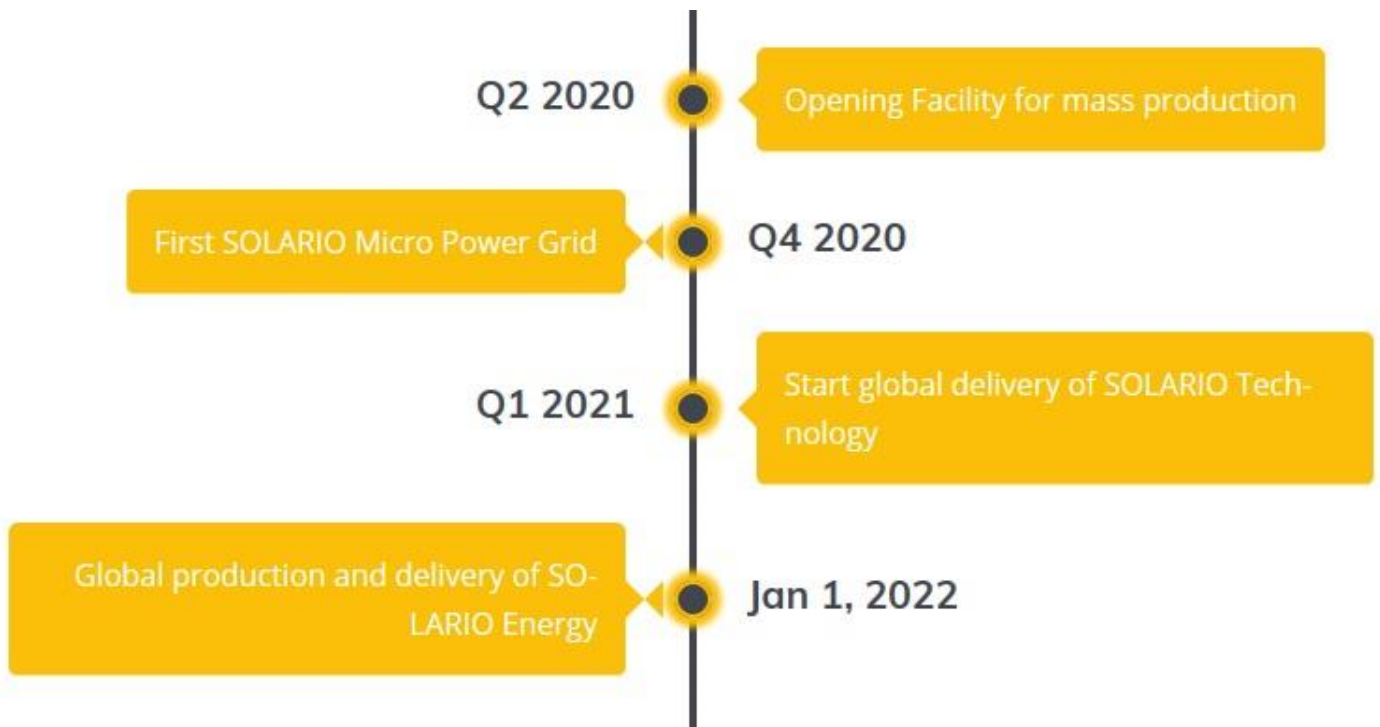 Q2 2020
Opening Facility for mass production
First SOLARIO Micro Power Grid
Q4 2020
Q1 2021
Start global delivery of SOLARIO Tech-
nology
Global production and delivery of SO-
LARIO Energy
Jan 1, 2022